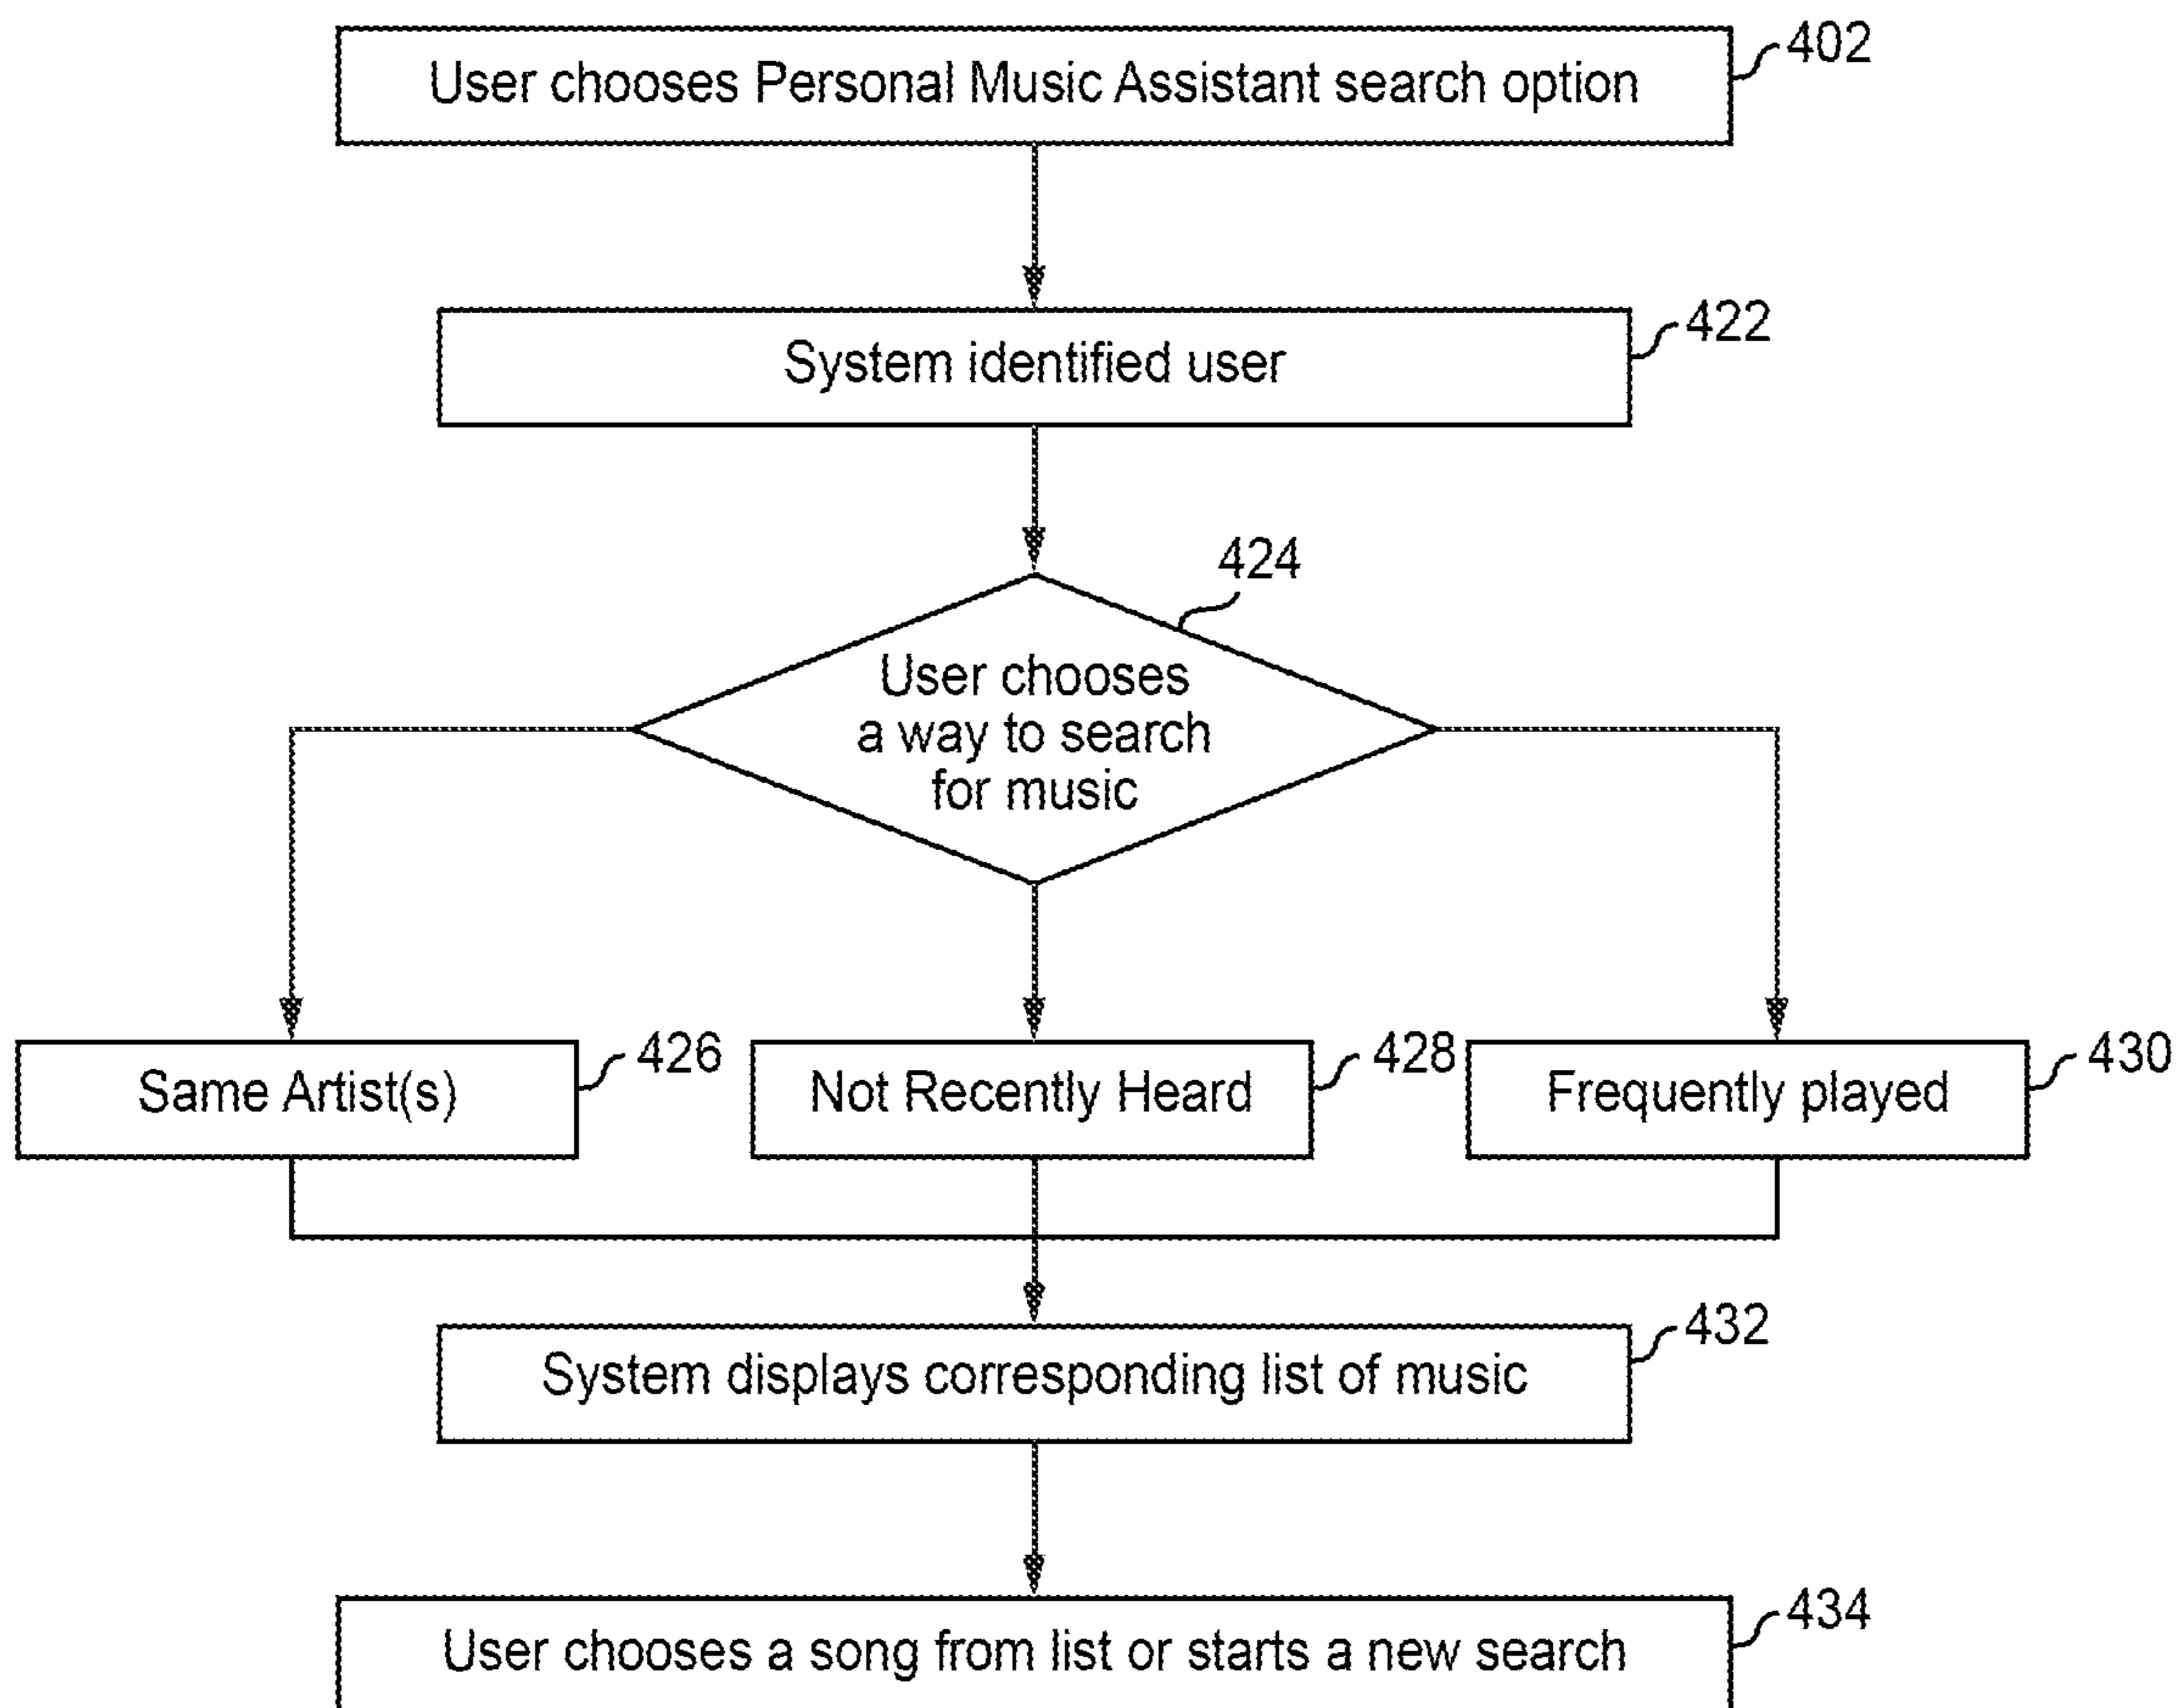 User chooses Personal Music Assistant search option
402
System identified user
422
424
User chooses
a way to search
for music
Same Artist(s)
426
Not Recently Heard
428
Frequently played
430
System displays corresponding list of music
432
User chooses a song from list or starts a new search
434